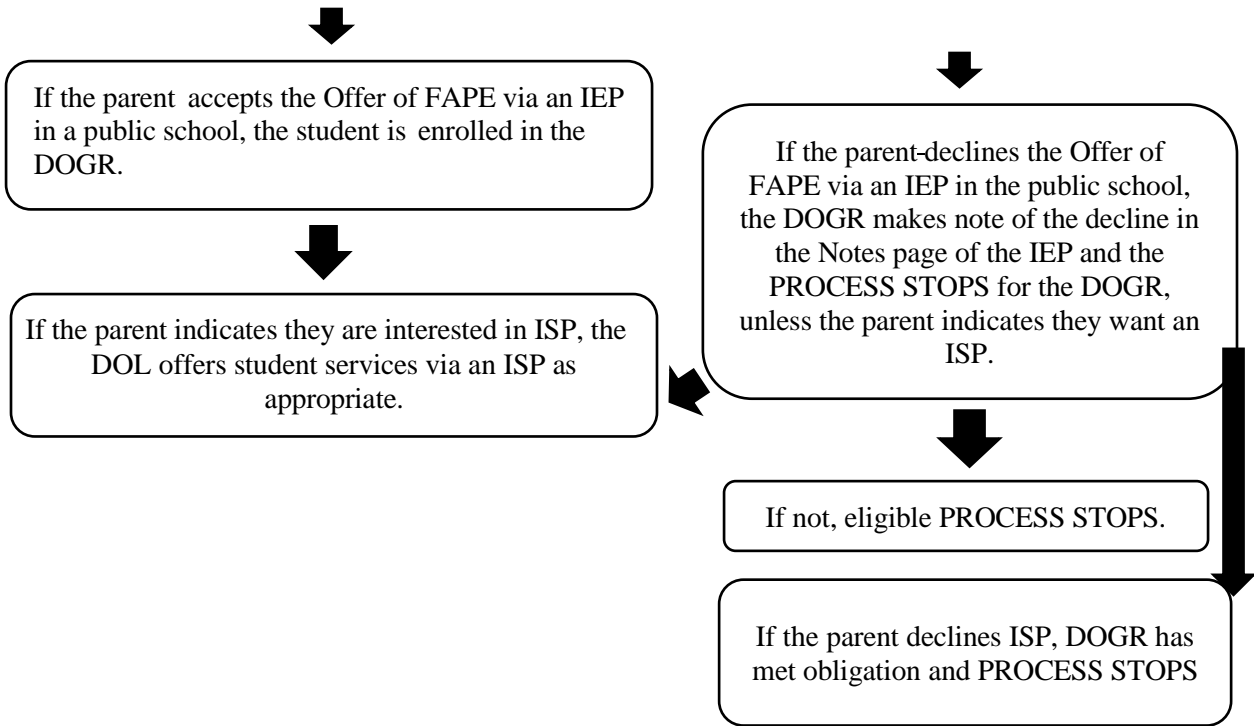 If the parent accepts the Offer of FAPE via an IEP
in a public school, the student is enrolled in the
DOGR.
If the parent-declines the Offer of
FAPE via an IEP in the public school,
the DOGR makes note of the decline in
the Notes page of the IEP and the
PROCESS STOPS for the DOGR,
unless the parent indicates they want an
ISP.
If the parent indicates they are interested in ISP, the
DOL offers student services via an ISP as
appropriate.
If not, eligible PROCESS STOPS.
If the parent declines ISP, DOGR has
met obligation and PROCESS STOPS